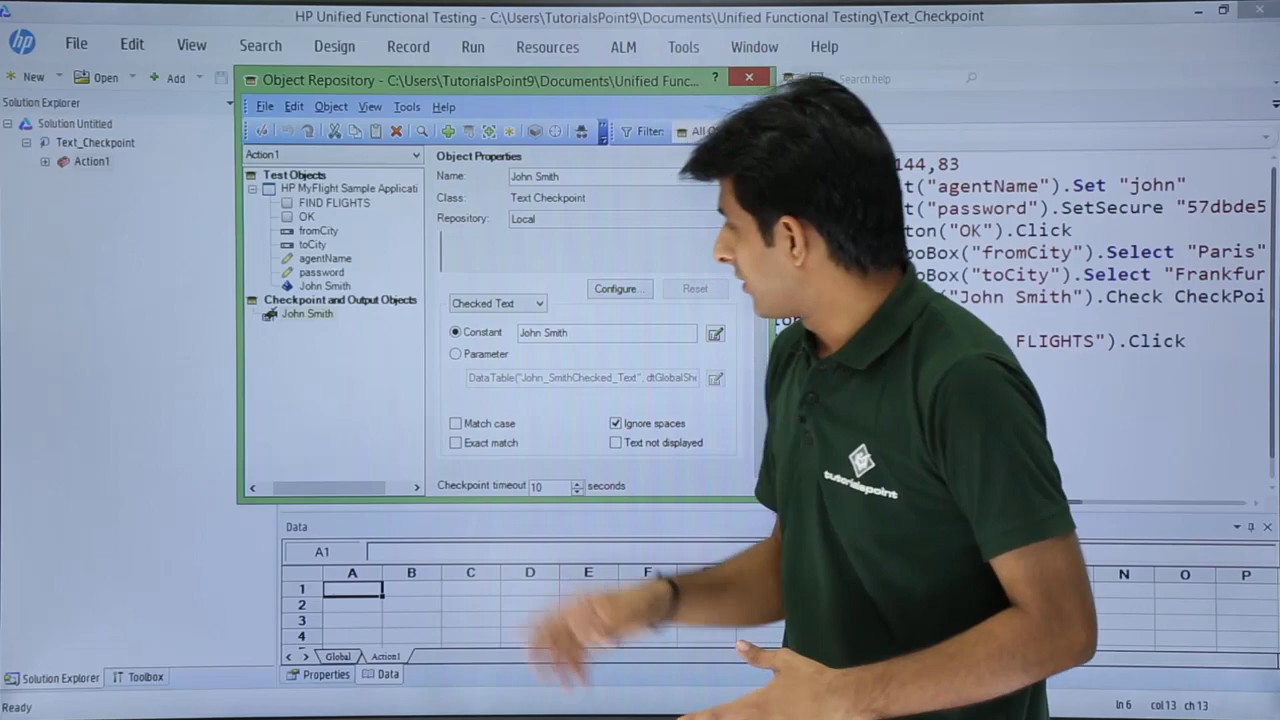 HP Unified Functional Testing - C:\Users\TutorialsPoint9\Documents\Unified Functional Testing\Text_Checkpoint
hp File Edit View Search Design Record Run Resources ALM Tools Window Help
New Open Add Search help
Solution Explorer
Solution Untitled
Text_Checkpoint
Action1
Object Repository - C:\Users\TutorialsPoint9\Documents\Unified Func... ?
File Edit Object View Tools Help
Filter: All
Action1
Test Objects
HP MyFlight Sample Applicati
FIND FLIGHTS
OK
fromCity
toCity
agentName
password
John Smith
Checkpoint and Output Objects
John Smith
Object Properties
Name: John Smith
Class: Text Checkpoint
Repository: Local
Configure... Reset
Checked Text
Constant John Smith
Parameter
DataTable("John_SmithChecked_Text", dtGlobalShe
Match case Ignore spaces
Exact match Text not displayed
Checkpoint timeout 10 seconds
144,83
t("agentName").Set "john"
t("password").SetSecure "57dbde5
ton("OK").Click
boBox("fromCity").Select "Paris"
boBox("toCity").Select "Frankfur
("John Smith").Check CheckPoi
FLIGHTS").Click
tutorialspoint
Data
A1
A B C D E F N O P
1
2
3
4
Global Action1
Properties Data
Solution Explorer Toolbox
Ready ln 6 col 13 ch 13